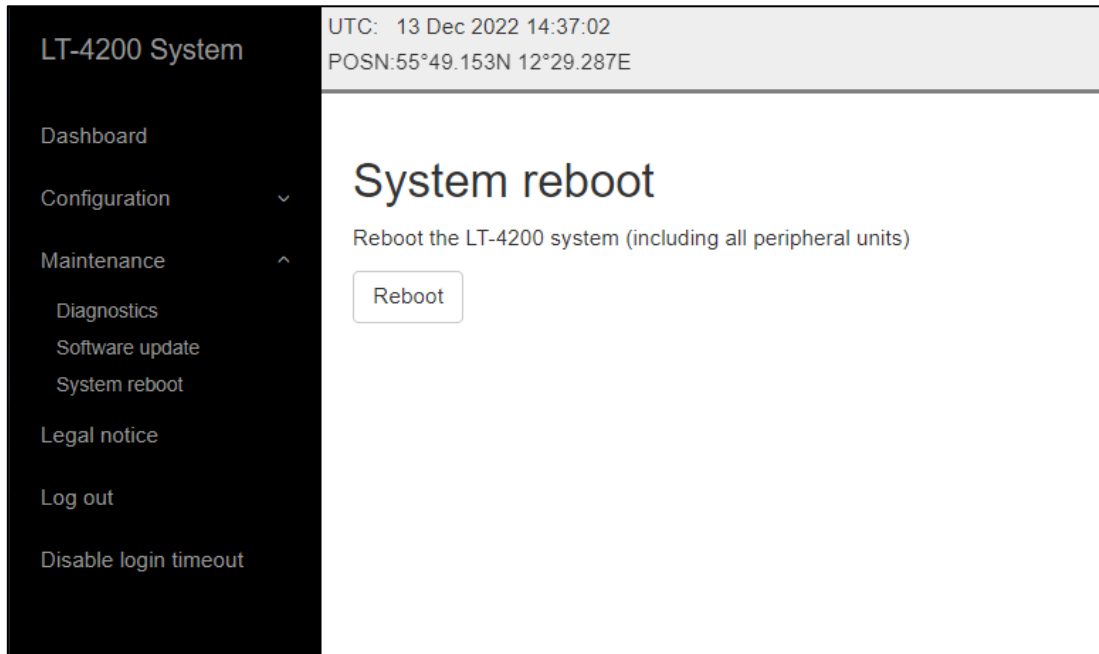 LT-4200 System
Dashboard
Configuration
Maintenance
Diagnostics
Software update
System reboot
Legal notice
Log out
Disable login timeout
UTC: 13 Dec 2022 14:37:02
POSN:55°49.153N 12°29.287E
System reboot
Reboot the LT-4200 system (including all peripheral units)
Reboot